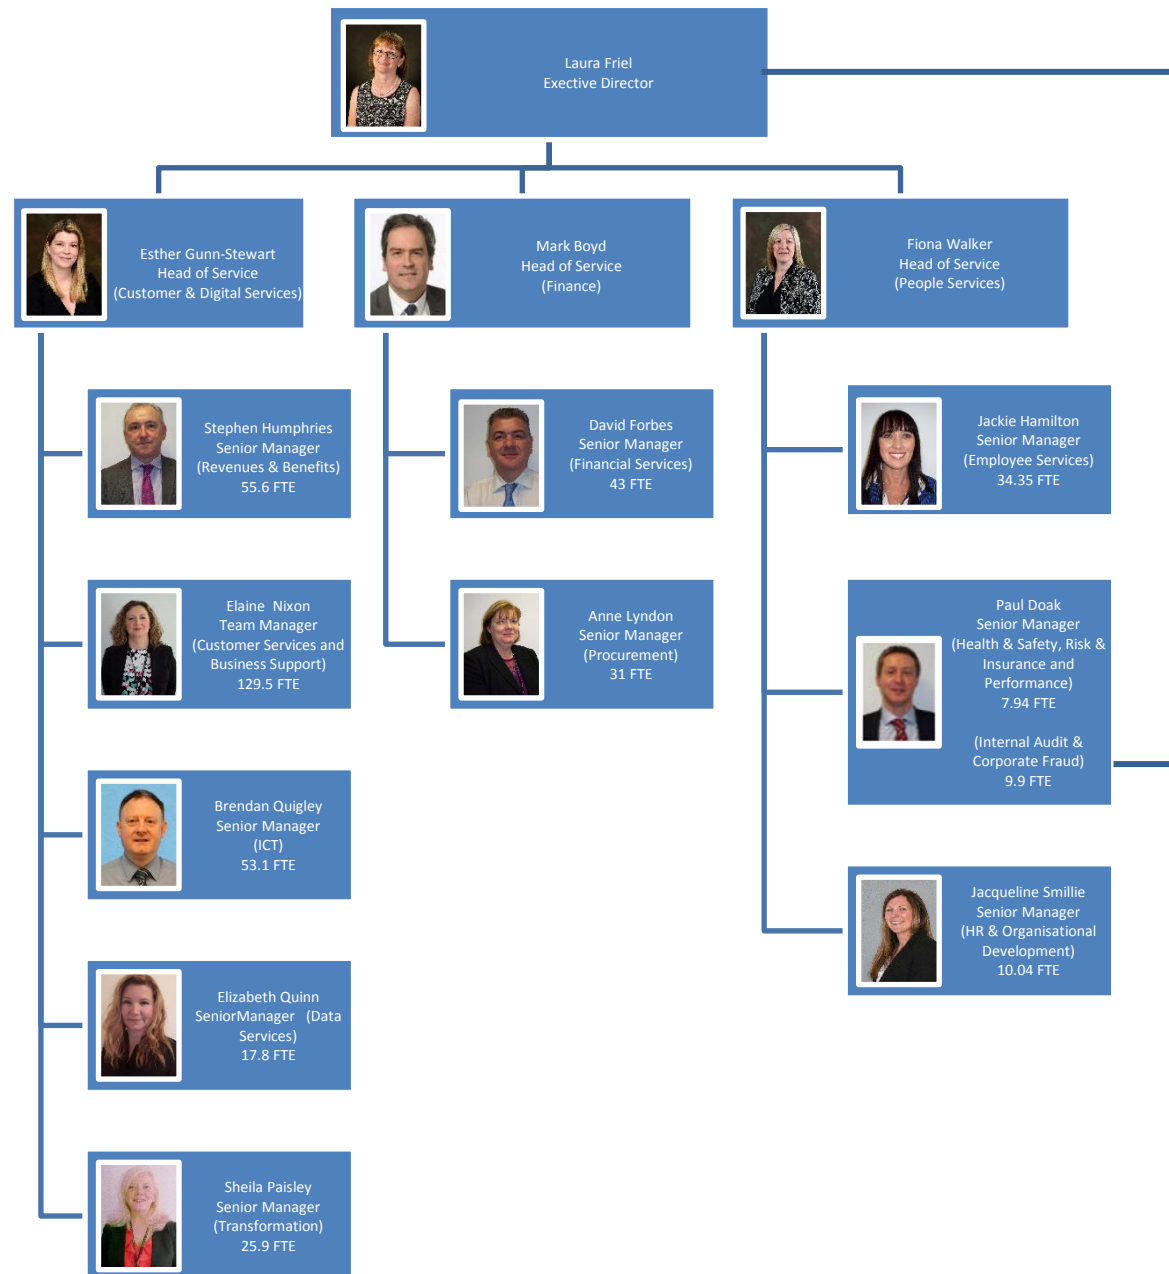 Laura Friel
Exective Director
Esther Gunn-Stewart
Head of Service
(Customer & Digital Services)
Mark Boyd
Head of Service
(Finance)
Fiona Walker
Head of Service
(People Services)
Stephen Humphries
Senior Manager
(Revenues & Benefits)
55.6 FTE
Elaine  Nixon
Team Manager
(Customer Services and
Business Support)
129.5 FTE
Brendan Quigley
Senior Manager
(ICT)
53.1 FTE
Elizabeth Quinn
SeniorManager   (Data
Services)
17.8 FTE
Sheila Paisley
Senior Manager
(Transformation)
25.9 FTE
David Forbes
Senior Manager
(Financial Services)
43 FTE
Anne Lyndon
Senior Manager
(Procurement)
31 FTE
Jackie Hamilton
Senior Manager
(Employee Services)
34.35 FTE
Paul Doak
Senior Manager
(Health & Safety, Risk &
Insurance and
Performance)
7.94 FTE
(Internal Audit &
Corporate Fraud)
9.9 FTE
Jacqueline Smillie
Senior Manager
(HR & Organisational
Development)
10.04 FTE